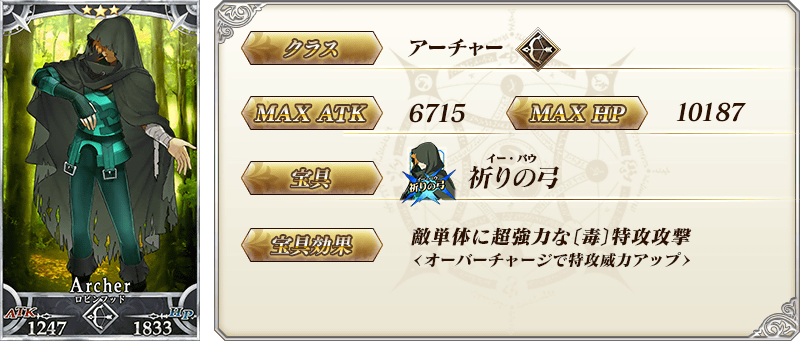 Archer
ロビンフッド
ATK
HP
1247
1833
クラス
アーチャー
MAX ATK
6715
MAX HP
10187
宝具
祈りの弓
イー・バウ
祈りの弓
宝具効果
敵単体に超強力な〔毒〕特攻攻撃
<オーバーチャージで特攻威力アップ>